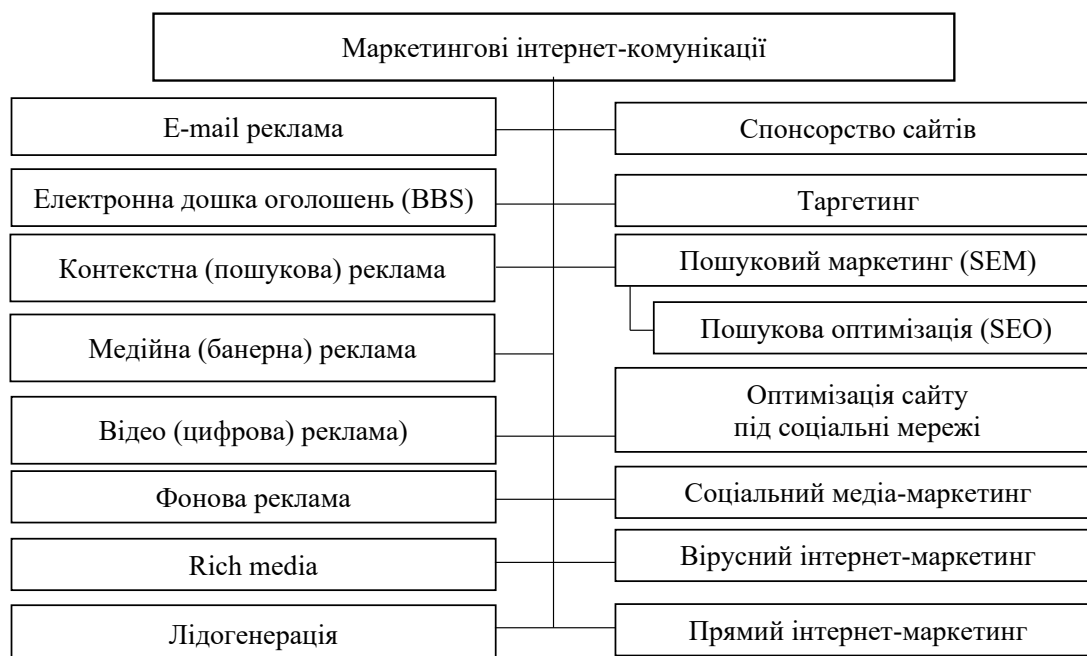 Маркетингові інтернет-комунікації
E-mail реклама
Електронна дошка оголошень (BBS)
Контекстна (пошукова) реклама
Медійна (банерна) реклама
Відео (цифрова) реклама)
Фонова реклама
Rich media
Лідогенерація
Спонсорство сайтів
Таргетинг
Пошуковий маркетинг (SEM)
Пошукова оптимізація (SEO)
Оптимізація сайту
під соціальні мережі
Соціальний медіа-маркетинг
Вірусний інтернет-маркетинг
Прямий інтернет-маркетинг